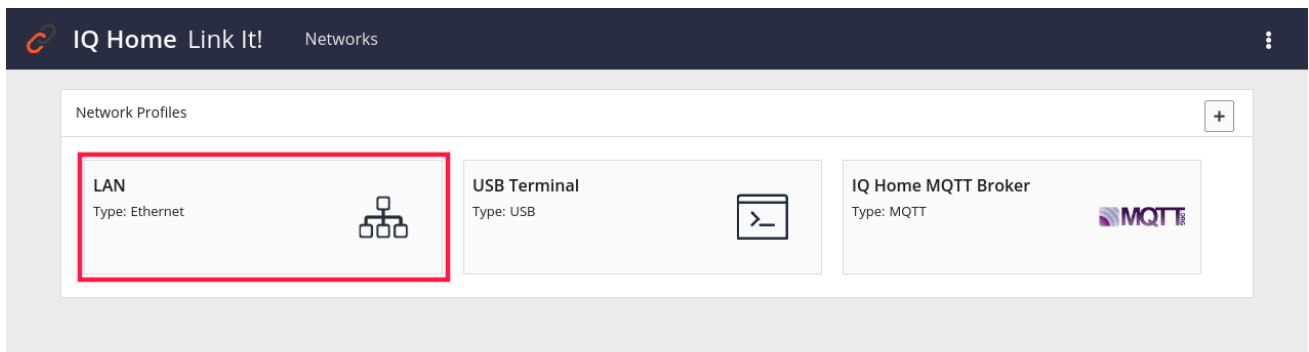 IQ Home Link It! Networks
Network Profiles
+
LAN
Type: Ethernet
USB Terminal
Type: USB
>_
IQ Home MQTT Broker
Type: MQTT
MQTT.ORG